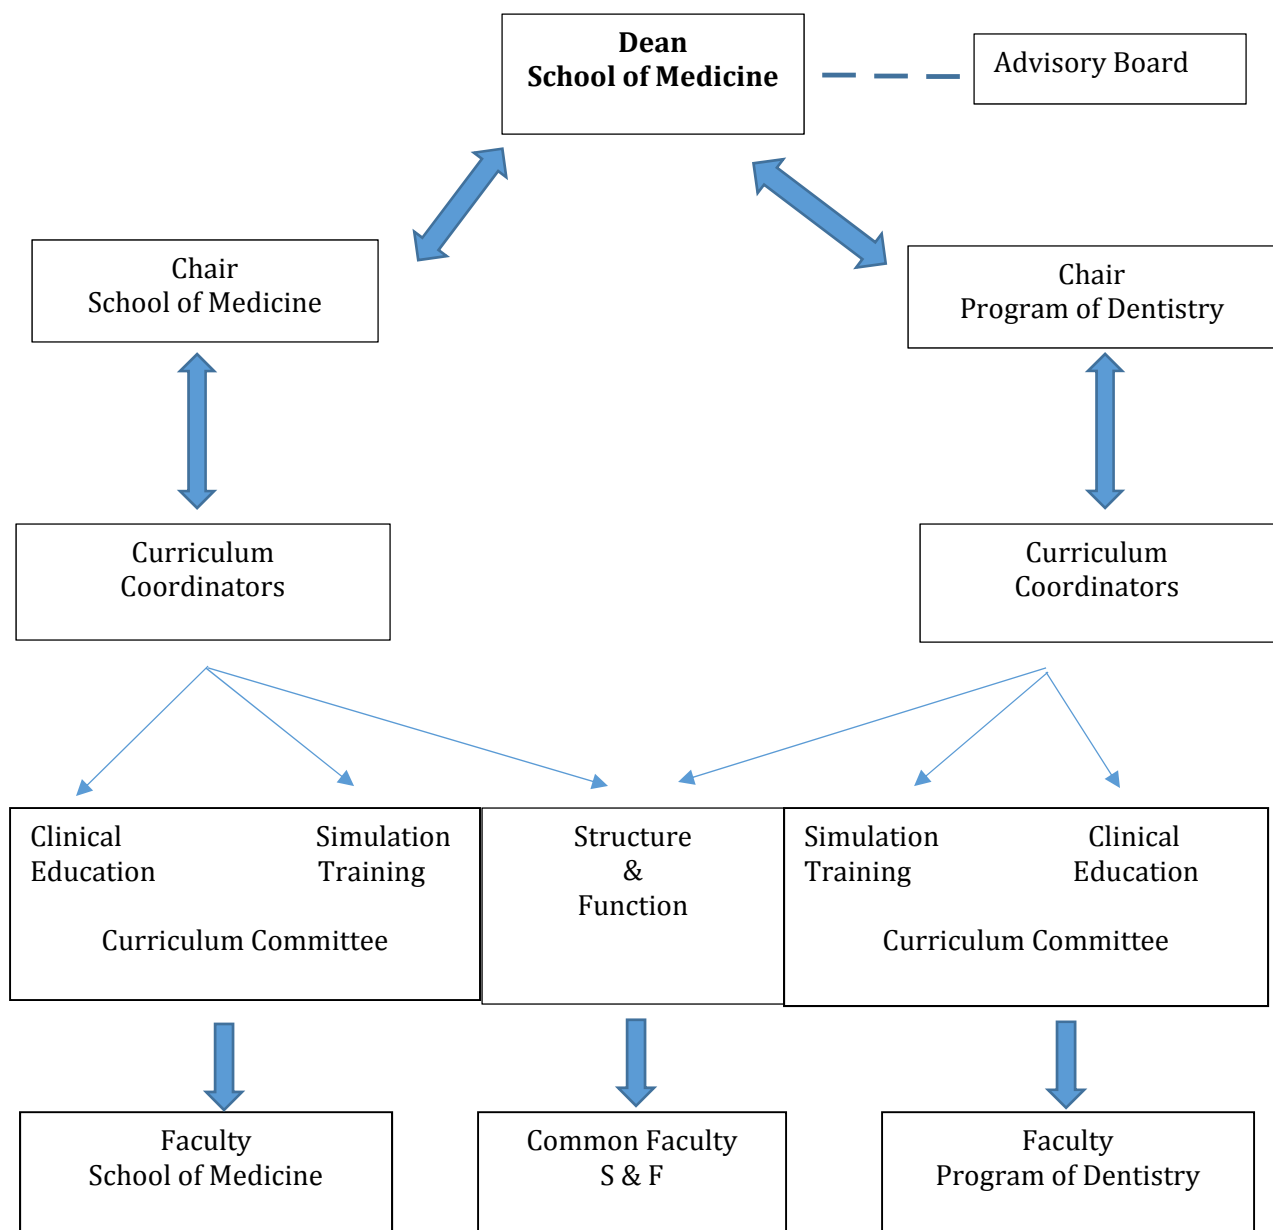 Dean
School of Medicine
Advisory Board
Chair
School of Medicine
Chair
Program of Dentistry
Curriculum
Coordinators
Curriculum
Coordinators
Clinical
Education
Simulation
Training
Curriculum Committee
Structure
&
Function
Simulation
Training
Clinical
Education
Curriculum Committee
Faculty
School of Medicine
Common Faculty
S & F
Faculty
Program of Dentistry